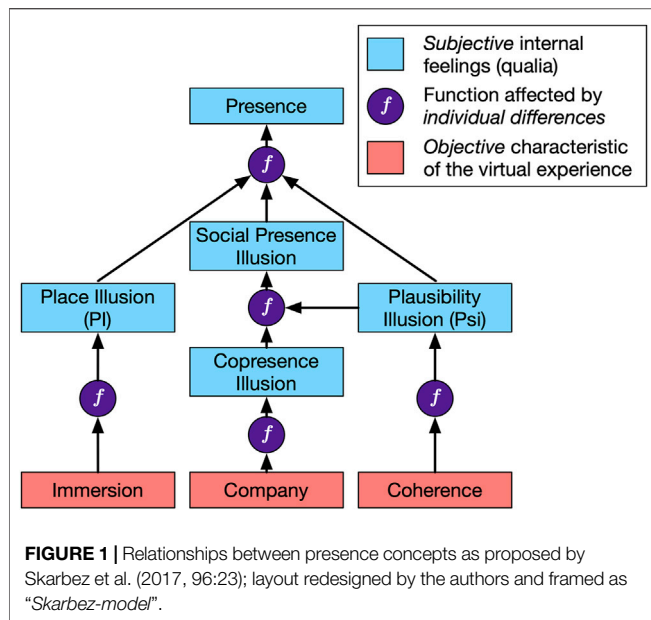 Subjective internal
feelings (qualia)
f
Function affected by
individual differences
Objective characteristic
of the virtual experience
Presence
f
Social Presence
Illusion
Place Illusion
(PI)
f
Plausibility
Illusion (Psi)
Copresence
Illusion
f
f
f
Immersion
Company
Coherence
FIGURE 1 | Relationships between presence concepts as proposed by
Skarbez et al. (2017, 96:23); layout redesigned by the authors and framed as
“Skarbez-model”.